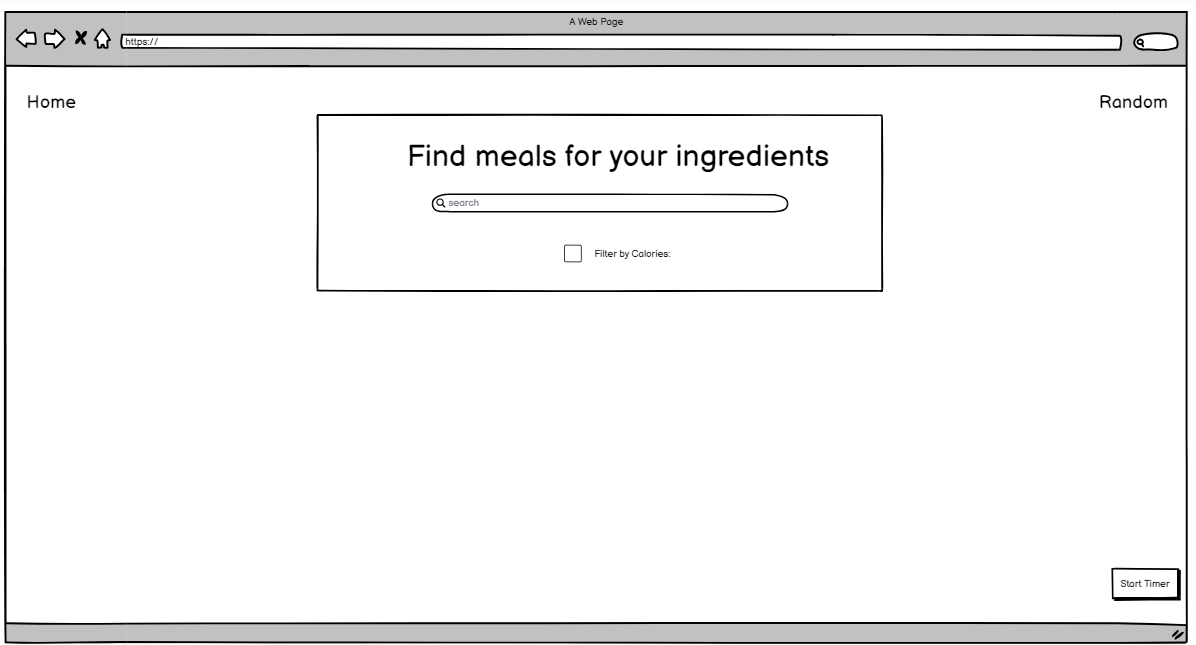 A Web Page
https://
Home
Random
Find meals for your ingredients
search
Filter by Calories:
Start Timer